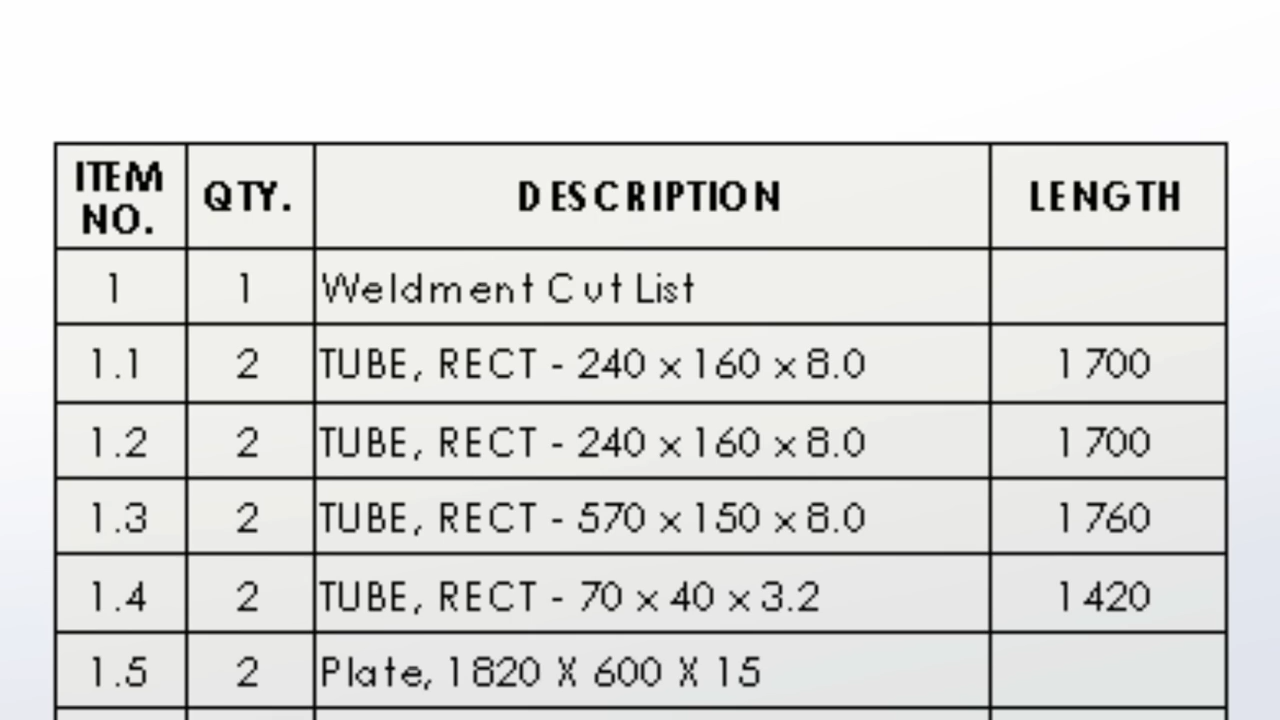 ITEM NO. QTY. DESCRIPTION LENGTH
1 1 Weldment Cut List
1.1 2 TUBE, RECT - 240 x 160 x 8.0 1700
1.2 2 TUBE, RECT - 240 x 160 x 8.0 1700
1.3 2 TUBE, RECT - 570 x 150 x 8.0 1760
1.4 2 TUBE, RECT - 70 x 40 x 3.2 1420
1.5 2 Plate, 1820 X 600 X 15